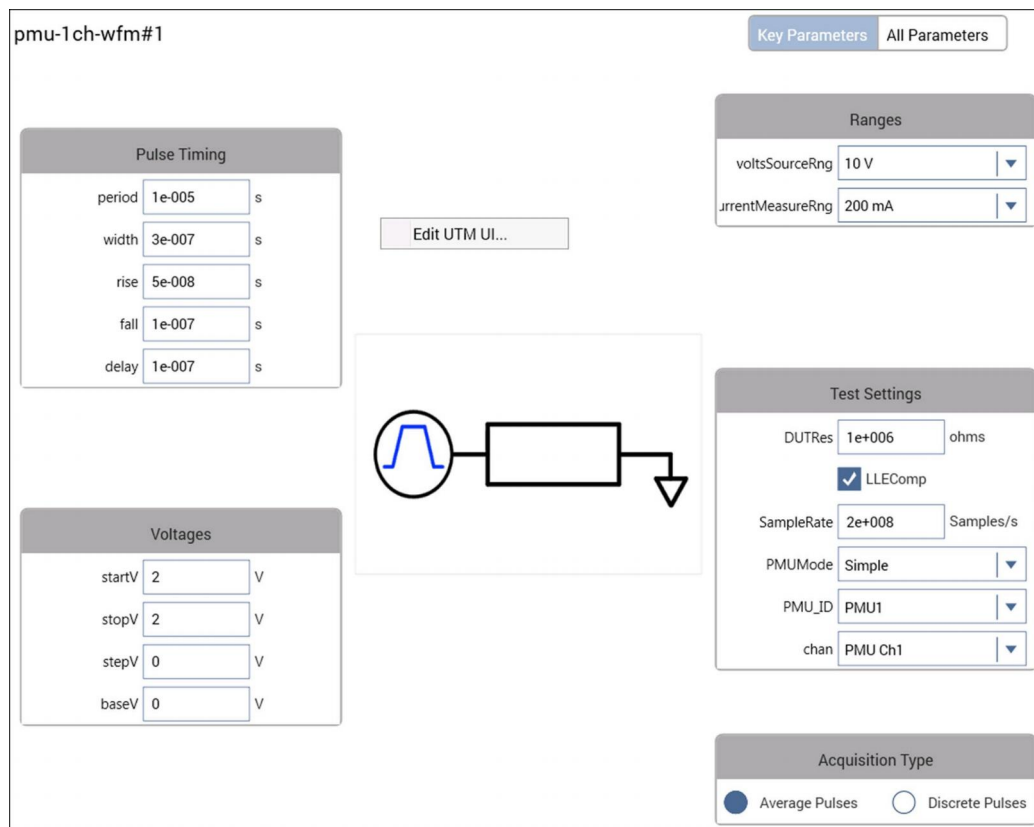 pmu-1ch-wfm#1
Key Parameters All Parameters
Pulse Timing
period 1e-005 s
width 3e-007 s
rise 5e-008 s
fall 1e-007 s
delay 1e-007 s
Voltages
startV 2 V
stopV 2 V
stepV 0 V
baseV 0 V
Edit UTM UI...
Ranges
voltsSourceRng 10 V
urrentMeasureRng 200 mA
Test Settings
DUTRes 1e+006 ohms
LLEComp
SampleRate 2e+008 Samples/s
PMUMode Simple
PMU_ID PMU1
chan PMU Ch1
Acquisition Type
Average Pulses Discrete Pulses